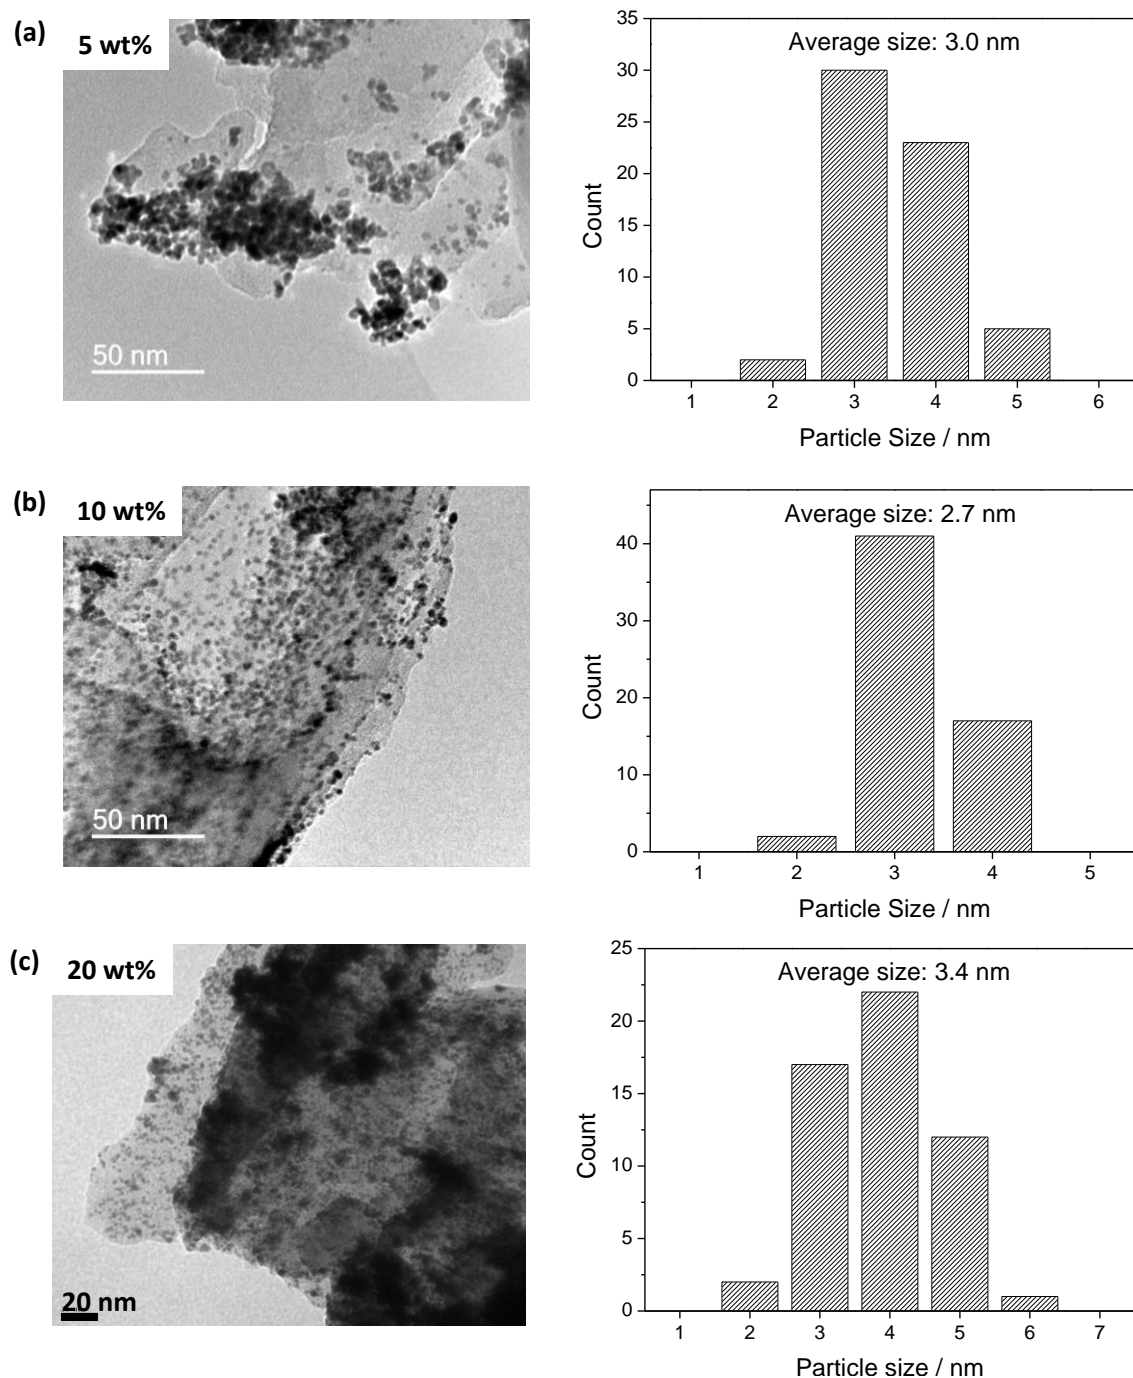 (a)
5 wt%
50 nm
Average size: 3.0 nm
35
30
25
20
15
10
5
0
Count
1 2 3 4 5 6
Particle Size / nm
(b)
10 wt%
50 nm
Average size: 2.7 nm
40
30
20
10
0
Count
1 2 3 4 5
Particle Size / nm
(c)
20 wt%
20 nm
Average size: 3.4 nm
25
20
15
10
5
0
Count
1 2 3 4 5 6 7
Particle size / nm